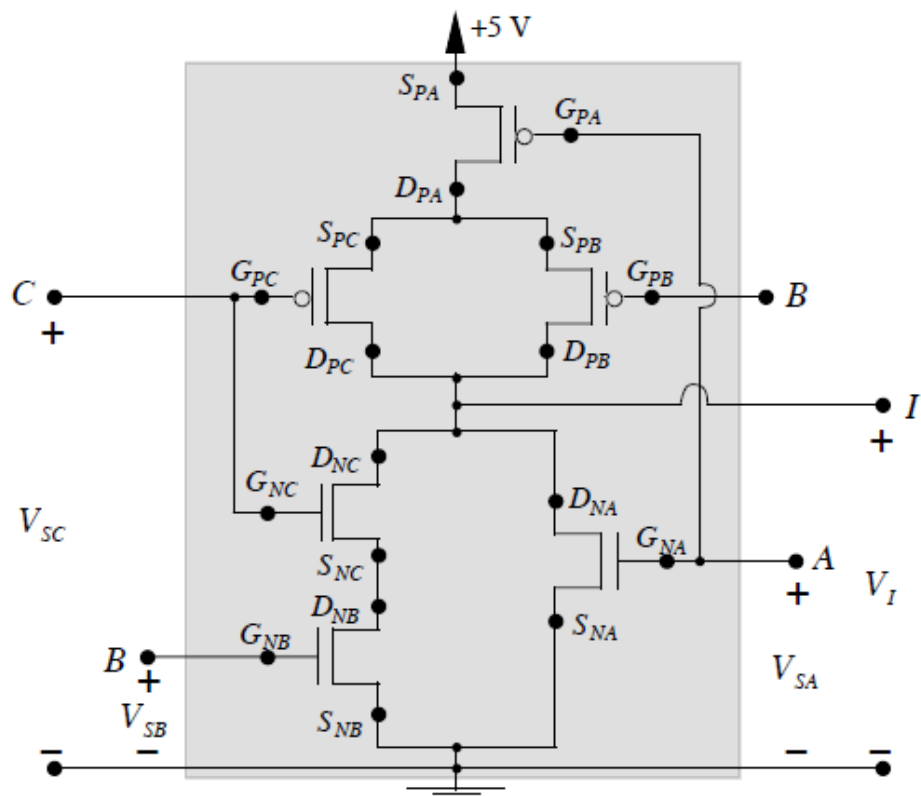 +5 V
S_PA
G_PA
D_PA
S_PC S_PB
G_PC G_PB
C B
+
D_PC D_PB
I
+
D_NC
G_NC D_NA
V_SC
G_NA A
S_NC + V_I
D_NB
G_NB S_NA
B V_SA
+
V_SB S_NB
− − − −